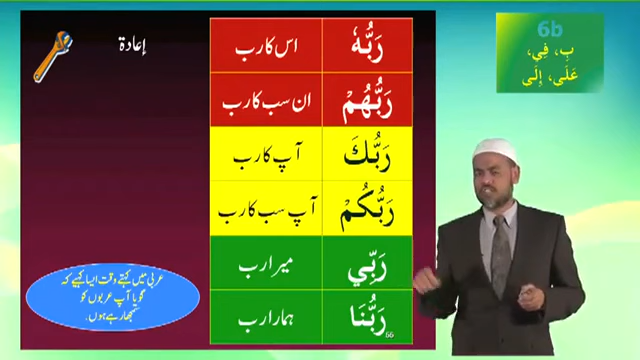 إعادة
رَبُّهٗ اس کا رب
رَبُّهُمْ ان سب کا رب
رَبُّكَ آپ کا رب
رَبُّكُمْ آپ سب کا رب
رَبِّي میرا رب
رَبُّنَا ہمارا رب
66
6b
بِ، فِي،
عَلَى، إِلَى
عربی میں کہتے وقت ایسا کہیے کہ
گویا آپ عربوں کو
سمجھا رہے ہوں۔